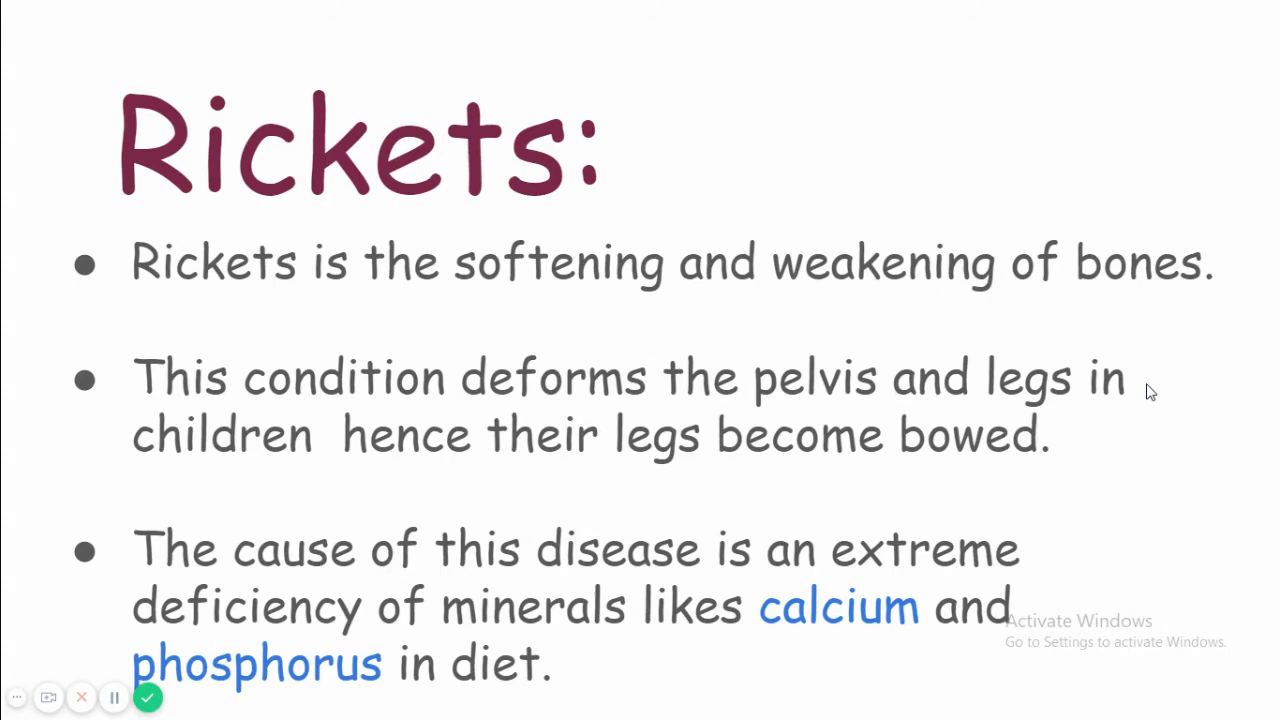 Rickets:
● Rickets is the softening and weakening of bones.
● This condition deforms the pelvis and legs in
children hence their legs become bowed.
● The cause of this disease is an extreme
deficiency of minerals likes calcium and
phosphorus in diet.
Activate Windows
Go to Settings to activate Windows.